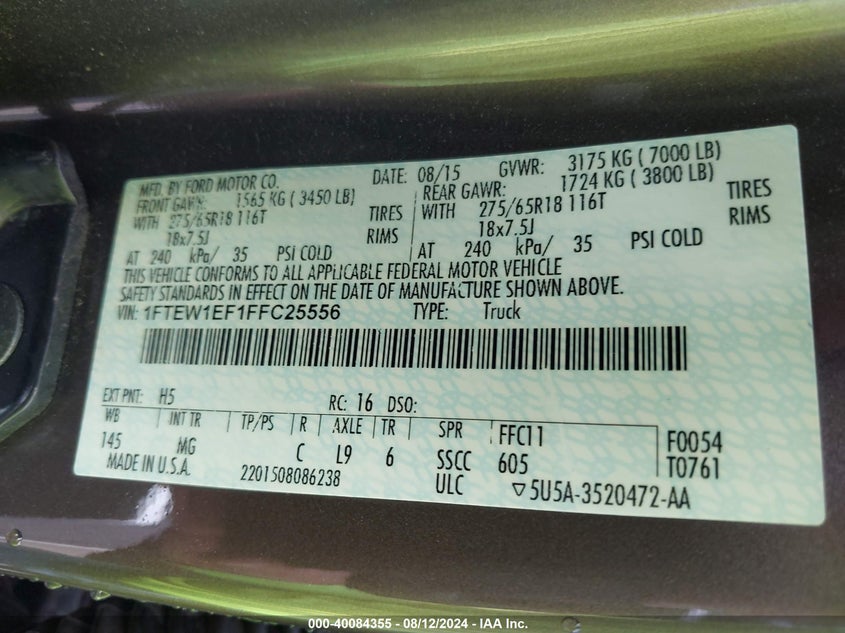 MFD. BY FORD MOTOR CO. DATE: 08/15 GVWR: 3175 KG ( 7000 LB)
FRONT GAWR: 1565 KG ( 3450 LB) REAR GAWR: 1724 KG ( 3800 LB)
WITH 275/65R18 116T TIRES WITH 275/65R18 116T TIRES
18x7.5J RIMS 18x7.5J RIMS
AT 240 kPa/ 35 PSI COLD AT 240 kPa/ 35 PSI COLD
THIS VEHICLE CONFORMS TO ALL APPLICABLE FEDERAL MOTOR VEHICLE
SAFETY STANDARDS IN EFFECT ON THE DATE OF MANUFACTURE SHOWN ABOVE.
VIN: 1FTEW1EF1FFC25556 TYPE: Truck
EXT PNT: H5 RC: 16 DSO:
WB INT TR TP/PS R AXLE TR SPR FFC11 F0054
145 MG C L9 6 SSCC 605 T0761
MADE IN U.S.A. 2201508086238 ULC ▽5U5A-3520472-AA
000-40084355 - 08/12/2024 - IAA Inc.